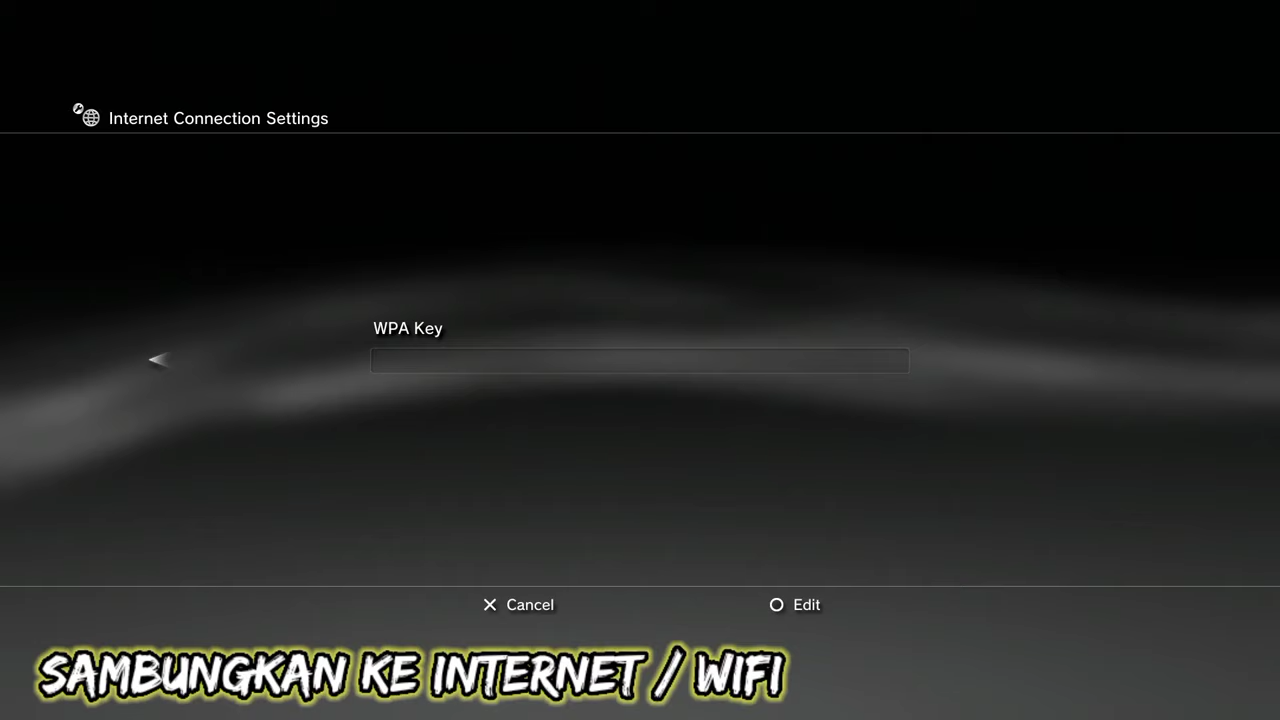 Internet Connection Settings
WPA Key
Cancel
Edit
SAMBUNGKAN KE INTERNET / WIFI